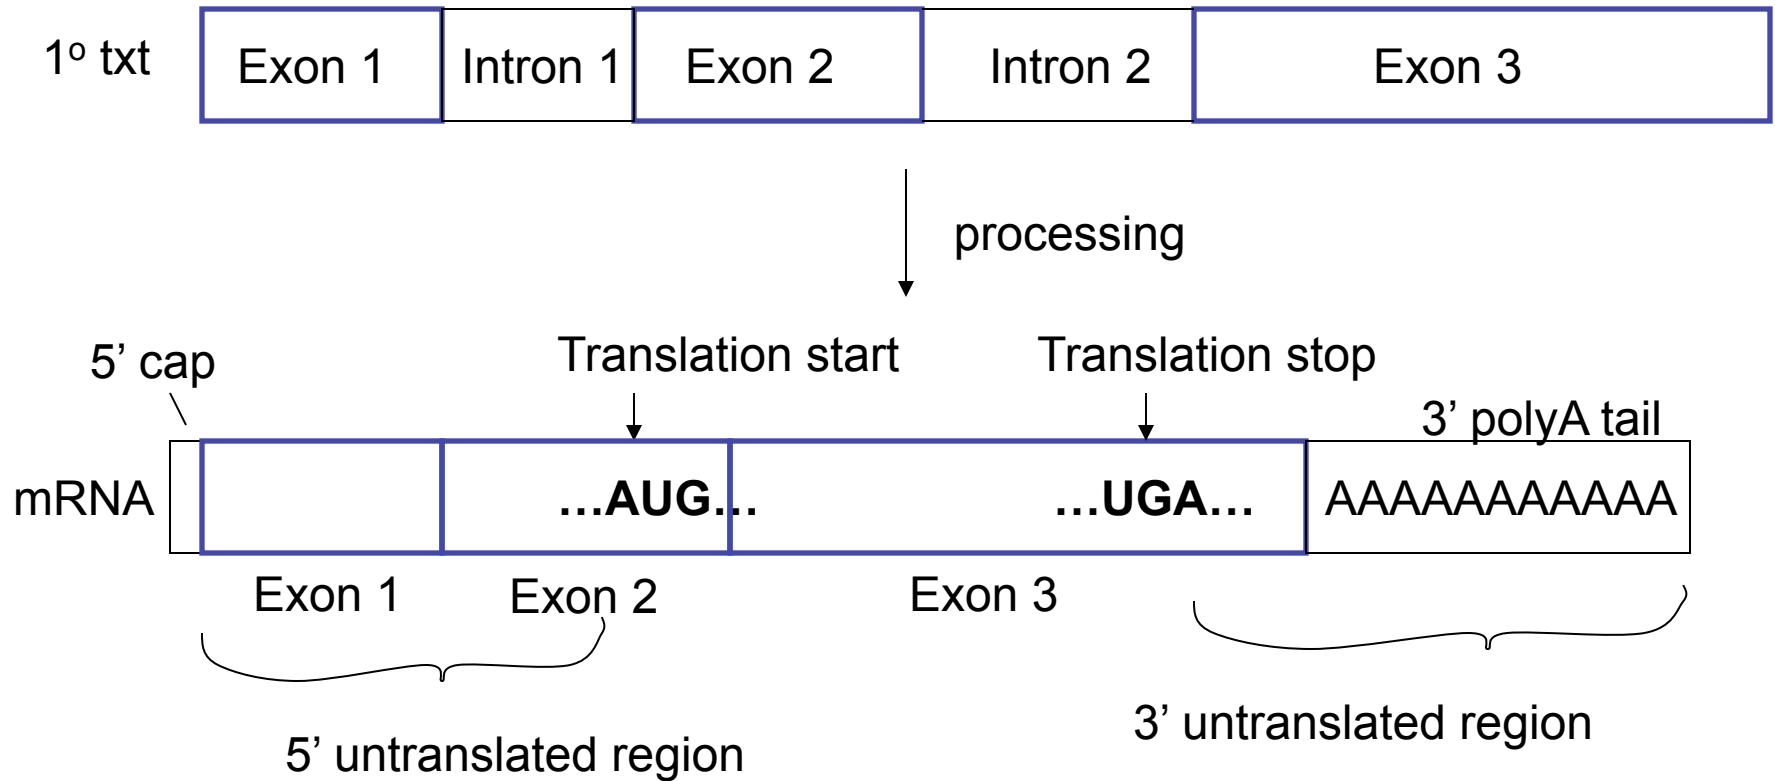 1º txt Exon 1 Intron 1 Exon 2 Intron 2 Exon 3
processing
5’ cap Translation start Translation stop
3’ polyA tail
mRNA …AUG… …UGA… AAAAAAAAAAA
Exon 1 Exon 2 Exon 3
5’ untranslated region 3’ untranslated region